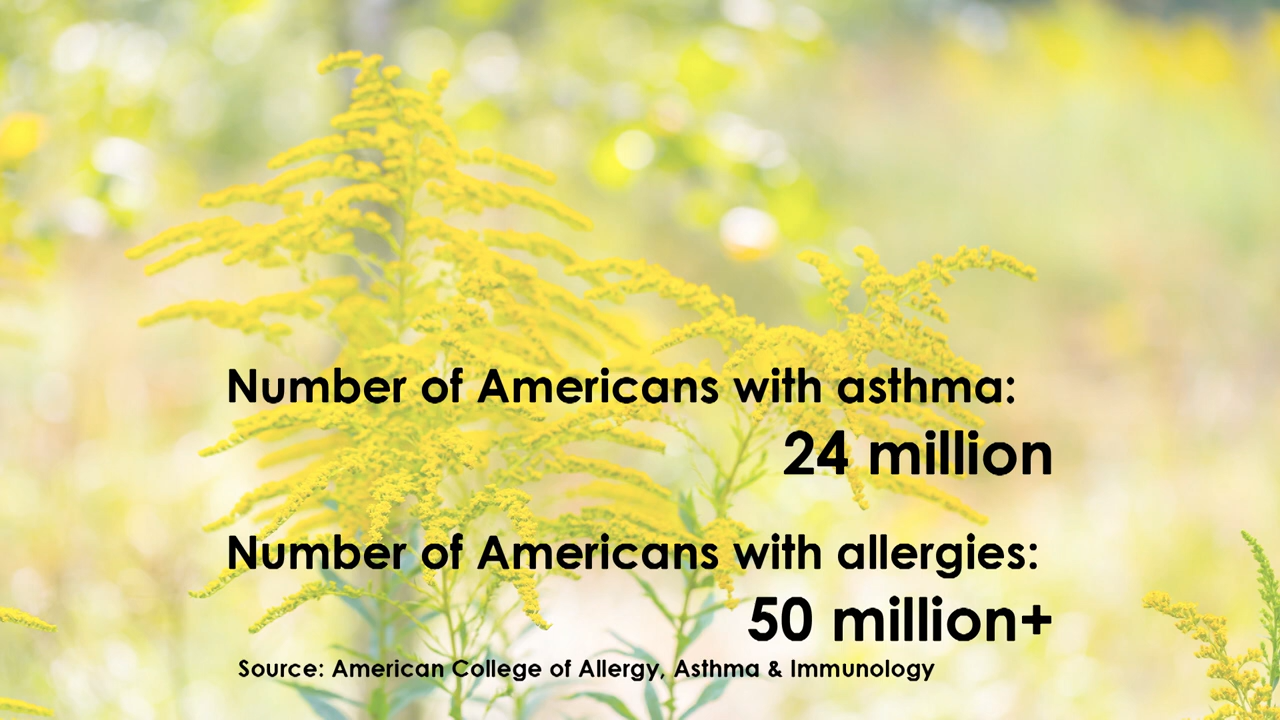 Number of Americans with asthma:
24 million
Number of Americans with allergies:
50 million+
Source: American College of Allergy, Asthma & Immunology